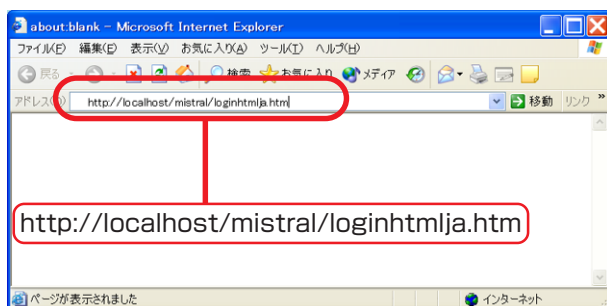 about:blank - Microsoft Internet Explorer
ファイル(F) 編集(E) 表示(V) お気に入り(A) ツール(T) ヘルプ(H)
戻る 検索 お気に入り メディア
アドレス(D) http://localhost/mistral/loginhtmlja.htm 移動 リンク »
http://localhost/mistral/loginhtmlja.htm
ページが表示されました インターネット